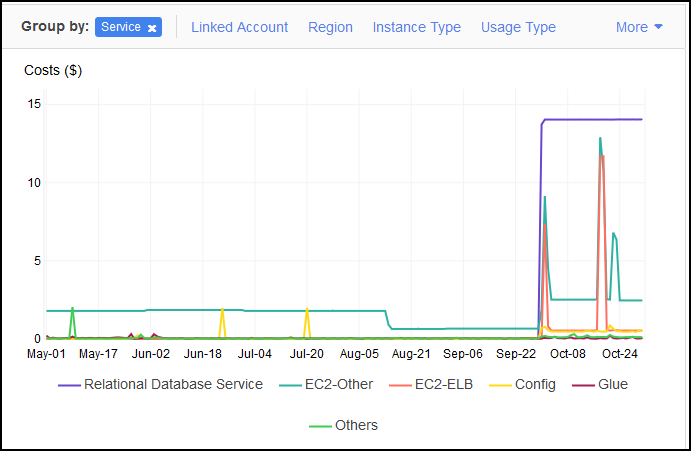 Group by: Service × Linked Account Region Instance Type Usage Type More
Costs ($)
15
10
5
0
May-01 May-17 Jun-02 Jun-18 Jul-04 Jul-20 Aug-05 Aug-21 Sep-06 Sep-22 Oct-08 Oct-24
Relational Database Service EC2-Other EC2-ELB Config Glue
Others